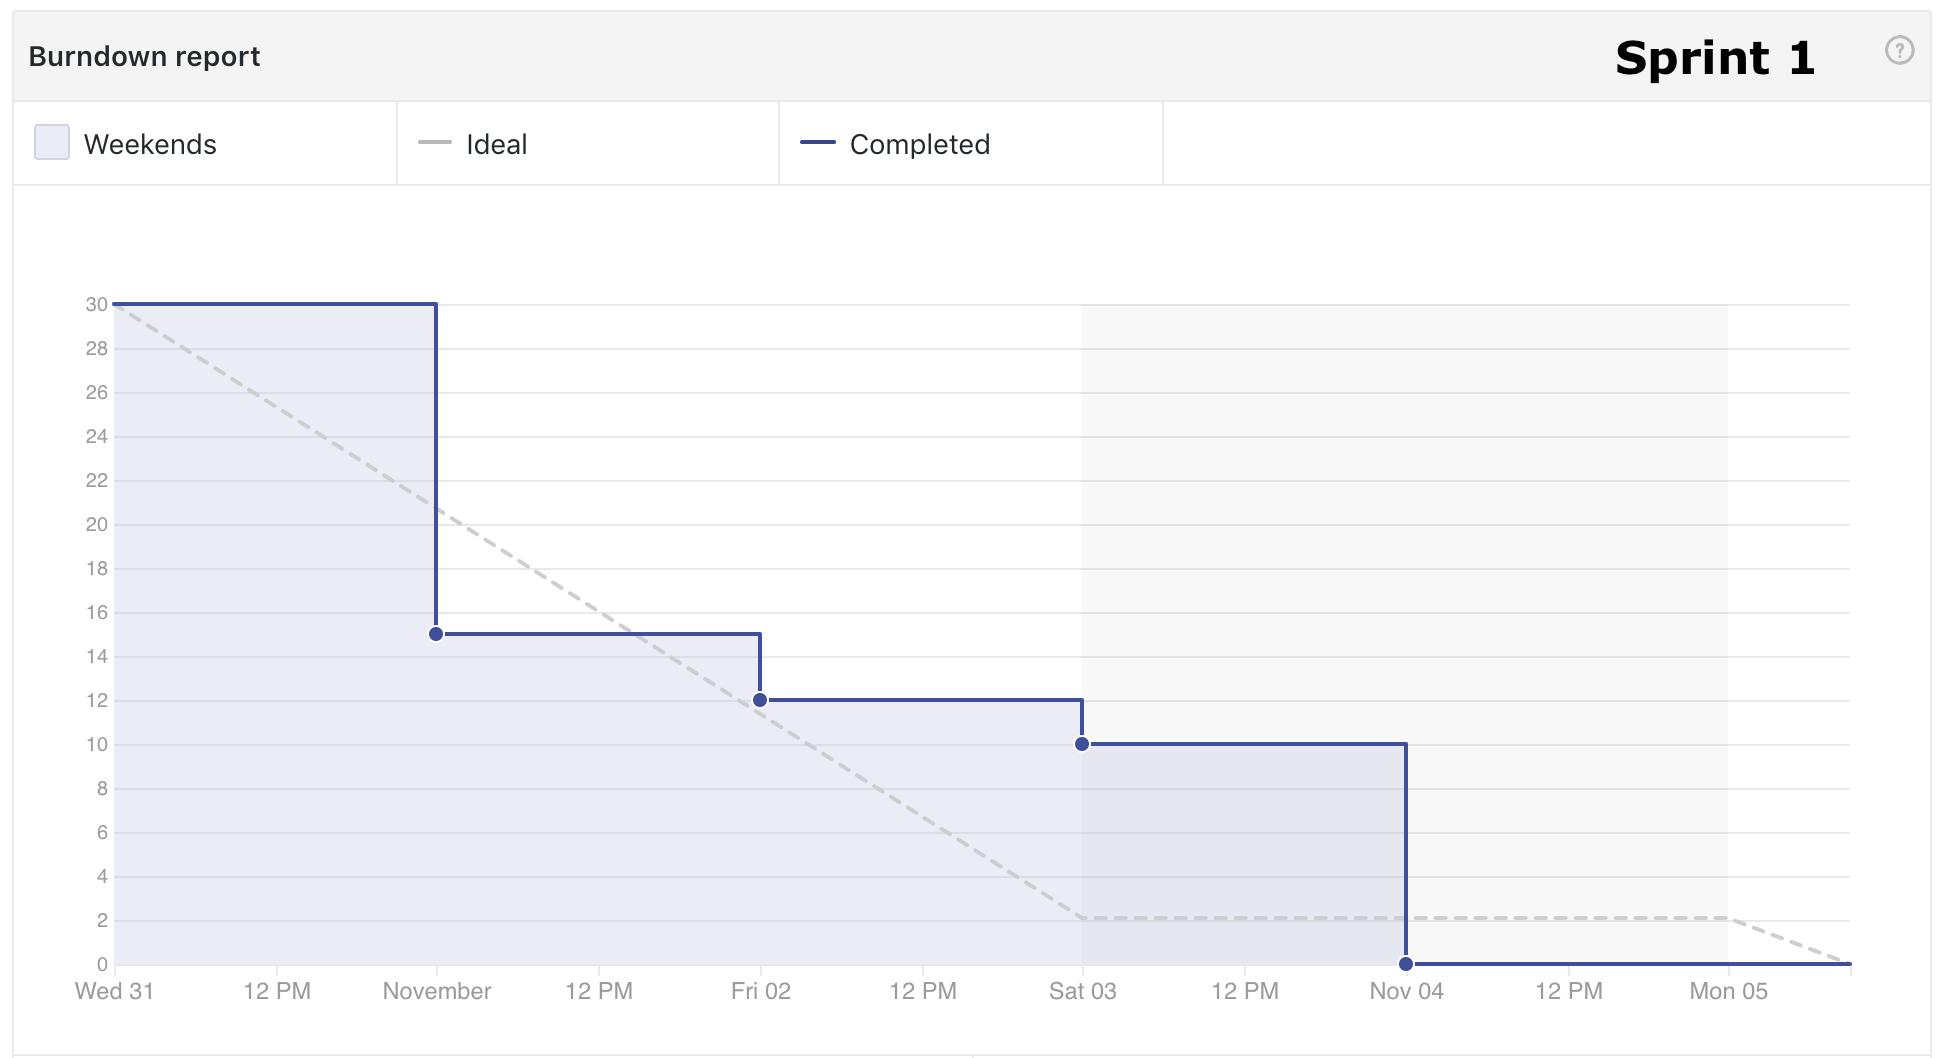 Burndown report
Sprint 1
?
Weekends
Ideal
Completed
30
28
26
24
22
20
18
16
14
12
10
8
6
4
2
0
Wed 31 12 PM November 12 PM Fri 02 12 PM Sat 03 12 PM Nov 04 12 PM Mon 05